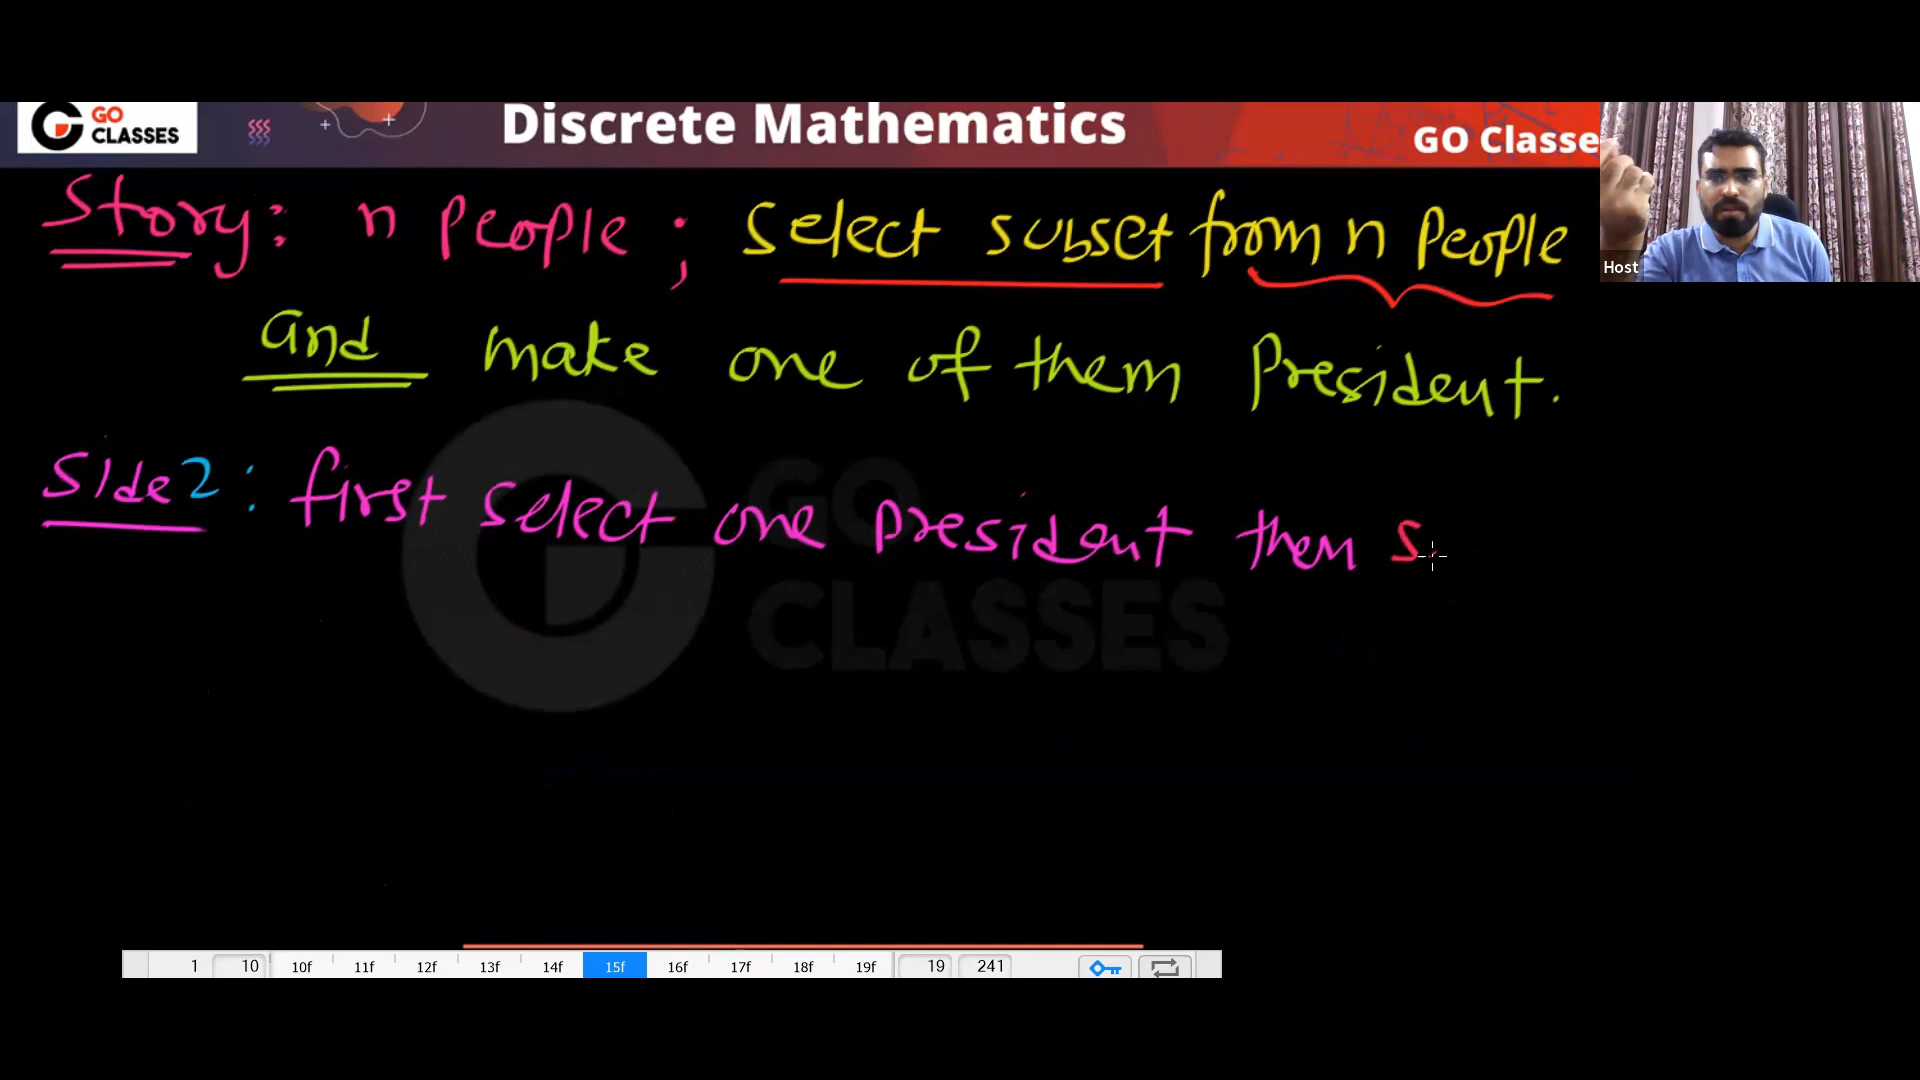 GO CLASSES
Discrete Mathematics
GO Classe
Host
Story: n people; select subset from n people
and make one of them President.
Side 2: first select one president then s
GO
CLASSES
1 10 10f 11f 12f 13f 14f 15f 16f 17f 18f 19f 19 241